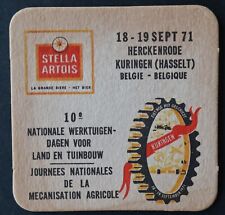 STELLA
ARTOIS
LA GRANDE BIERE - HET BIER
18-19 SEPT 71
HERCKENRODE
KURINGEN (HASSELT)
BELGIE - BELGIQUE
10e
NATIONALE WERKTUIGEN-
DAGEN VOOR
LAND EN TUINBOUW
JOURNEES NATIONALES
DE LA
MECANISATION AGRICOLE
KURINGEN